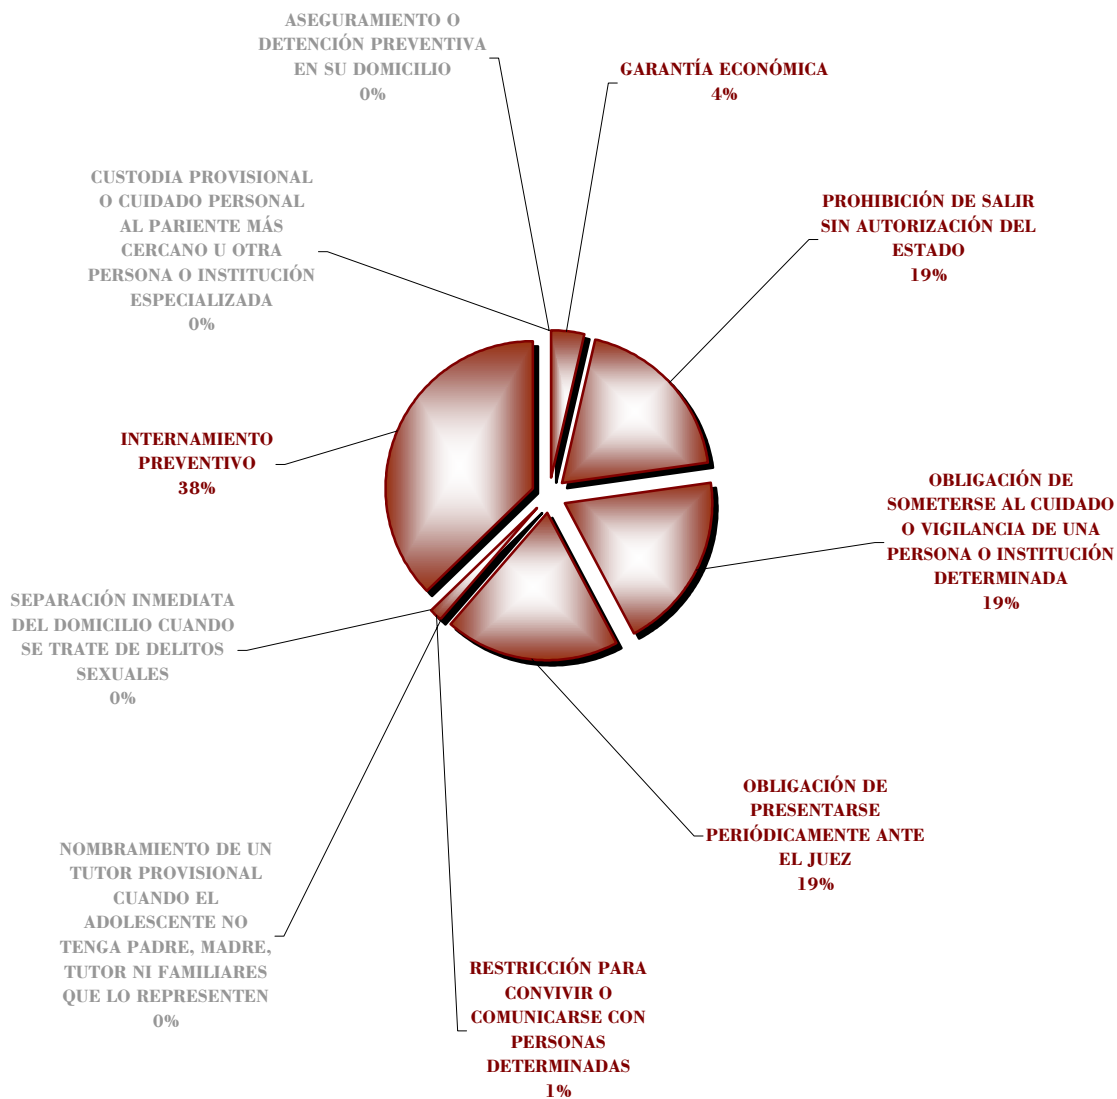 ASEGURAMIENTO O
DETENCIÓN PREVENTIVA
EN SU DOMICILIO
0%
GARANTÍA ECONÓMICA
4%
CUSTODIA PROVISIONAL
O CUIDADO PERSONAL
AL PARIENTE MÁS
CERCANO U OTRA
PERSONA O INSTITUCIÓN
ESPECIALIZADA
0%
PROHIBICIÓN DE SALIR
SIN AUTORIZACIÓN DEL
ESTADO
19%
INTERNAMIENTO
PREVENTIVO
38%
OBLIGACIÓN DE
SOMETERSE AL CUIDADO
O VIGILANCIA DE UNA
PERSONA O INSTITUCIÓN
DETERMINADA
19%
SEPARACIÓN INMEDIATA
DEL DOMICILIO CUANDO
SE TRATE DE DELITOS
SEXUALES
0%
OBLIGACIÓN DE
PRESENTARSE
PERIÓDICAMENTE ANTE
EL JUEZ
19%
NOMBRAMIENTO DE UN
TUTOR PROVISIONAL
CUANDO EL
ADOLESCENTE NO
TENGA PADRE, MADRE,
TUTOR NI FAMILIARES
QUE LO REPRESENTEN
0%
RESTRICCIÓN PARA
CONVIVIR O
COMUNICARSE CON
PERSONAS
DETERMINADAS
1%